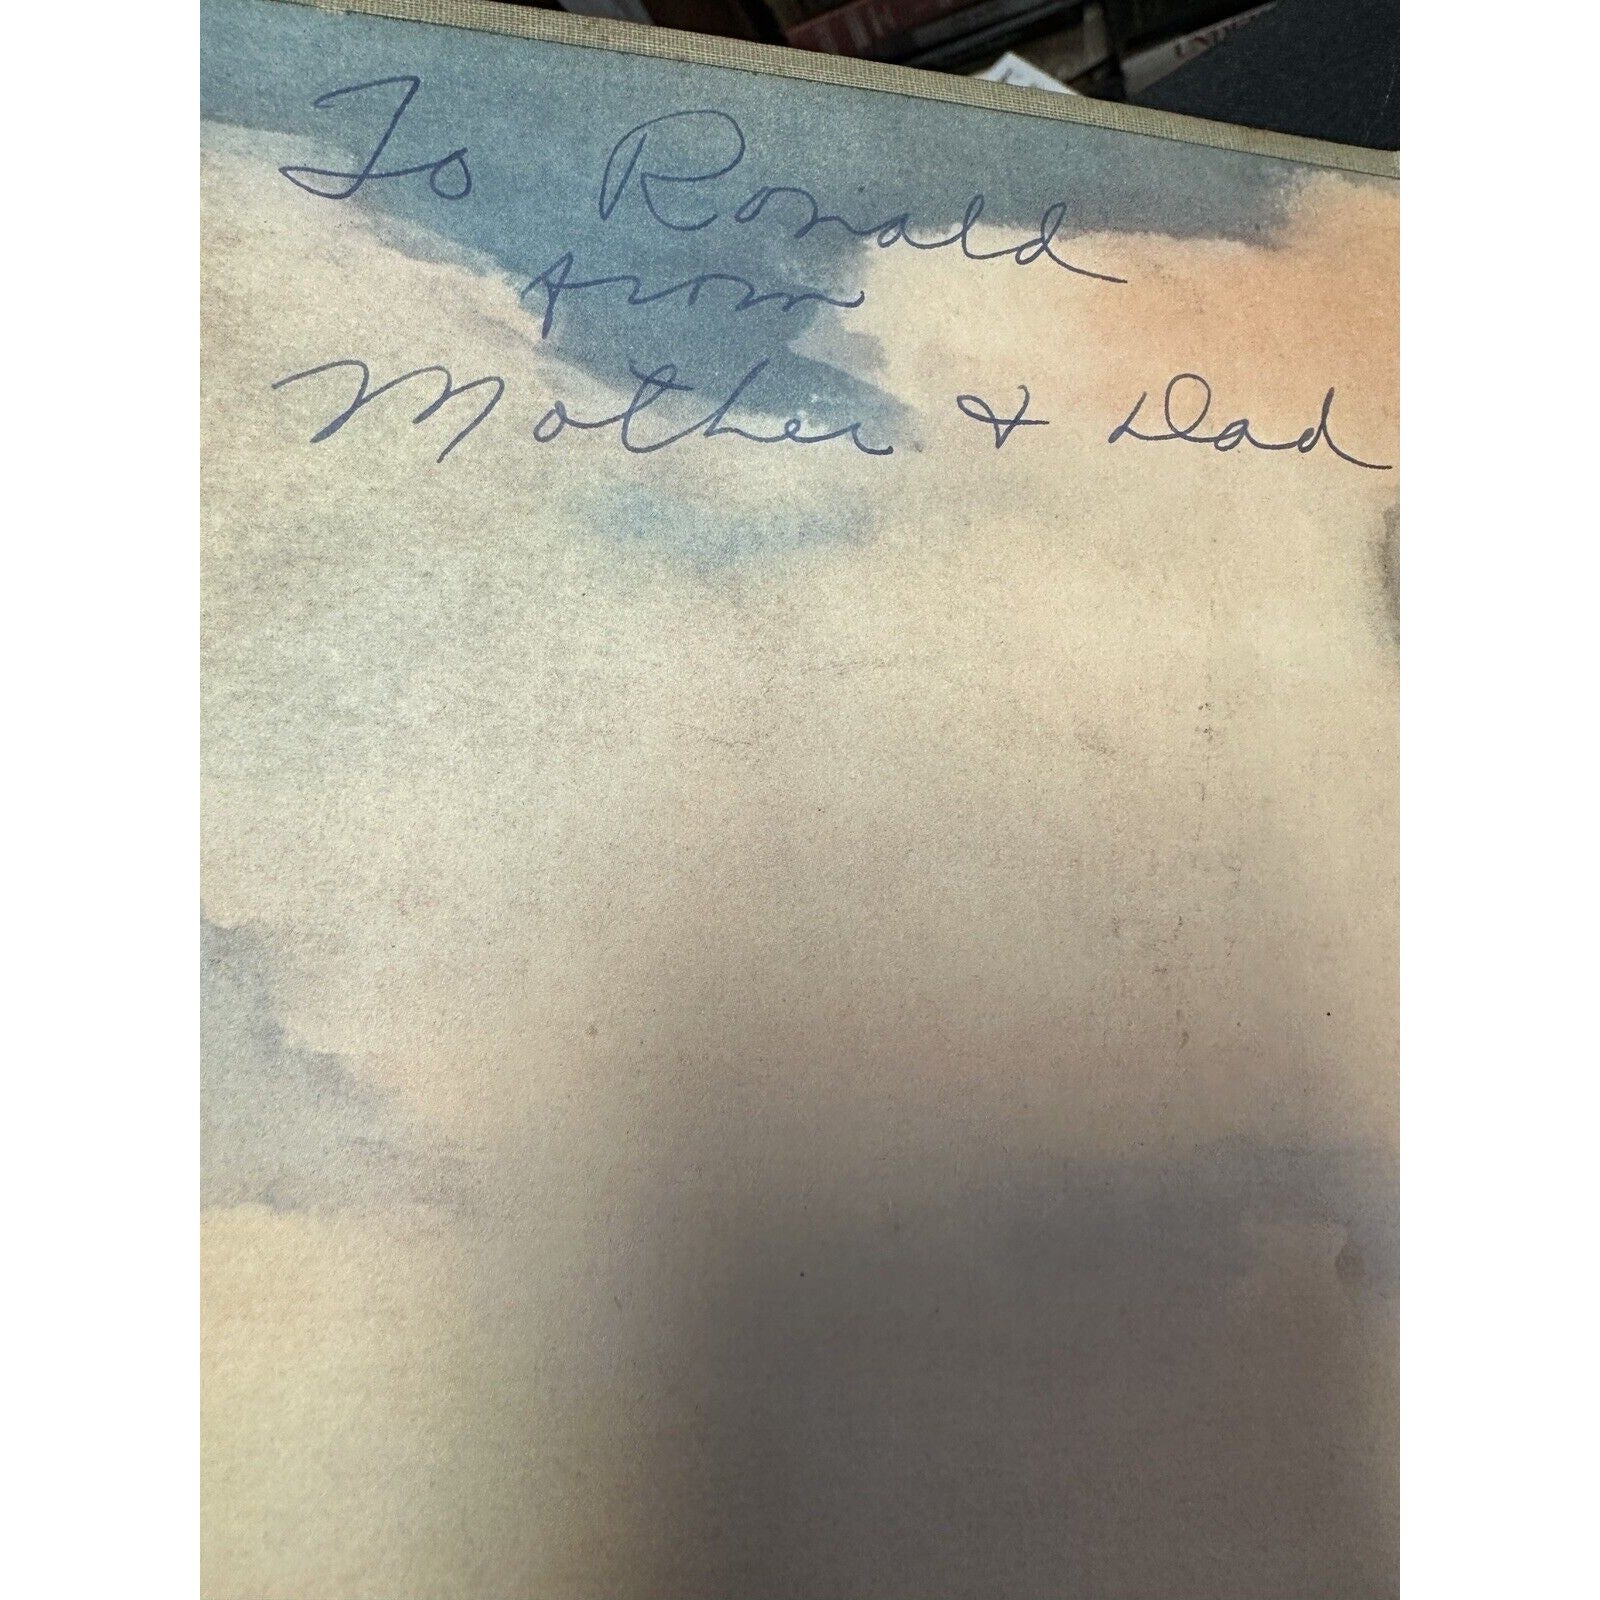 To Ronald
from
Mother & Dad